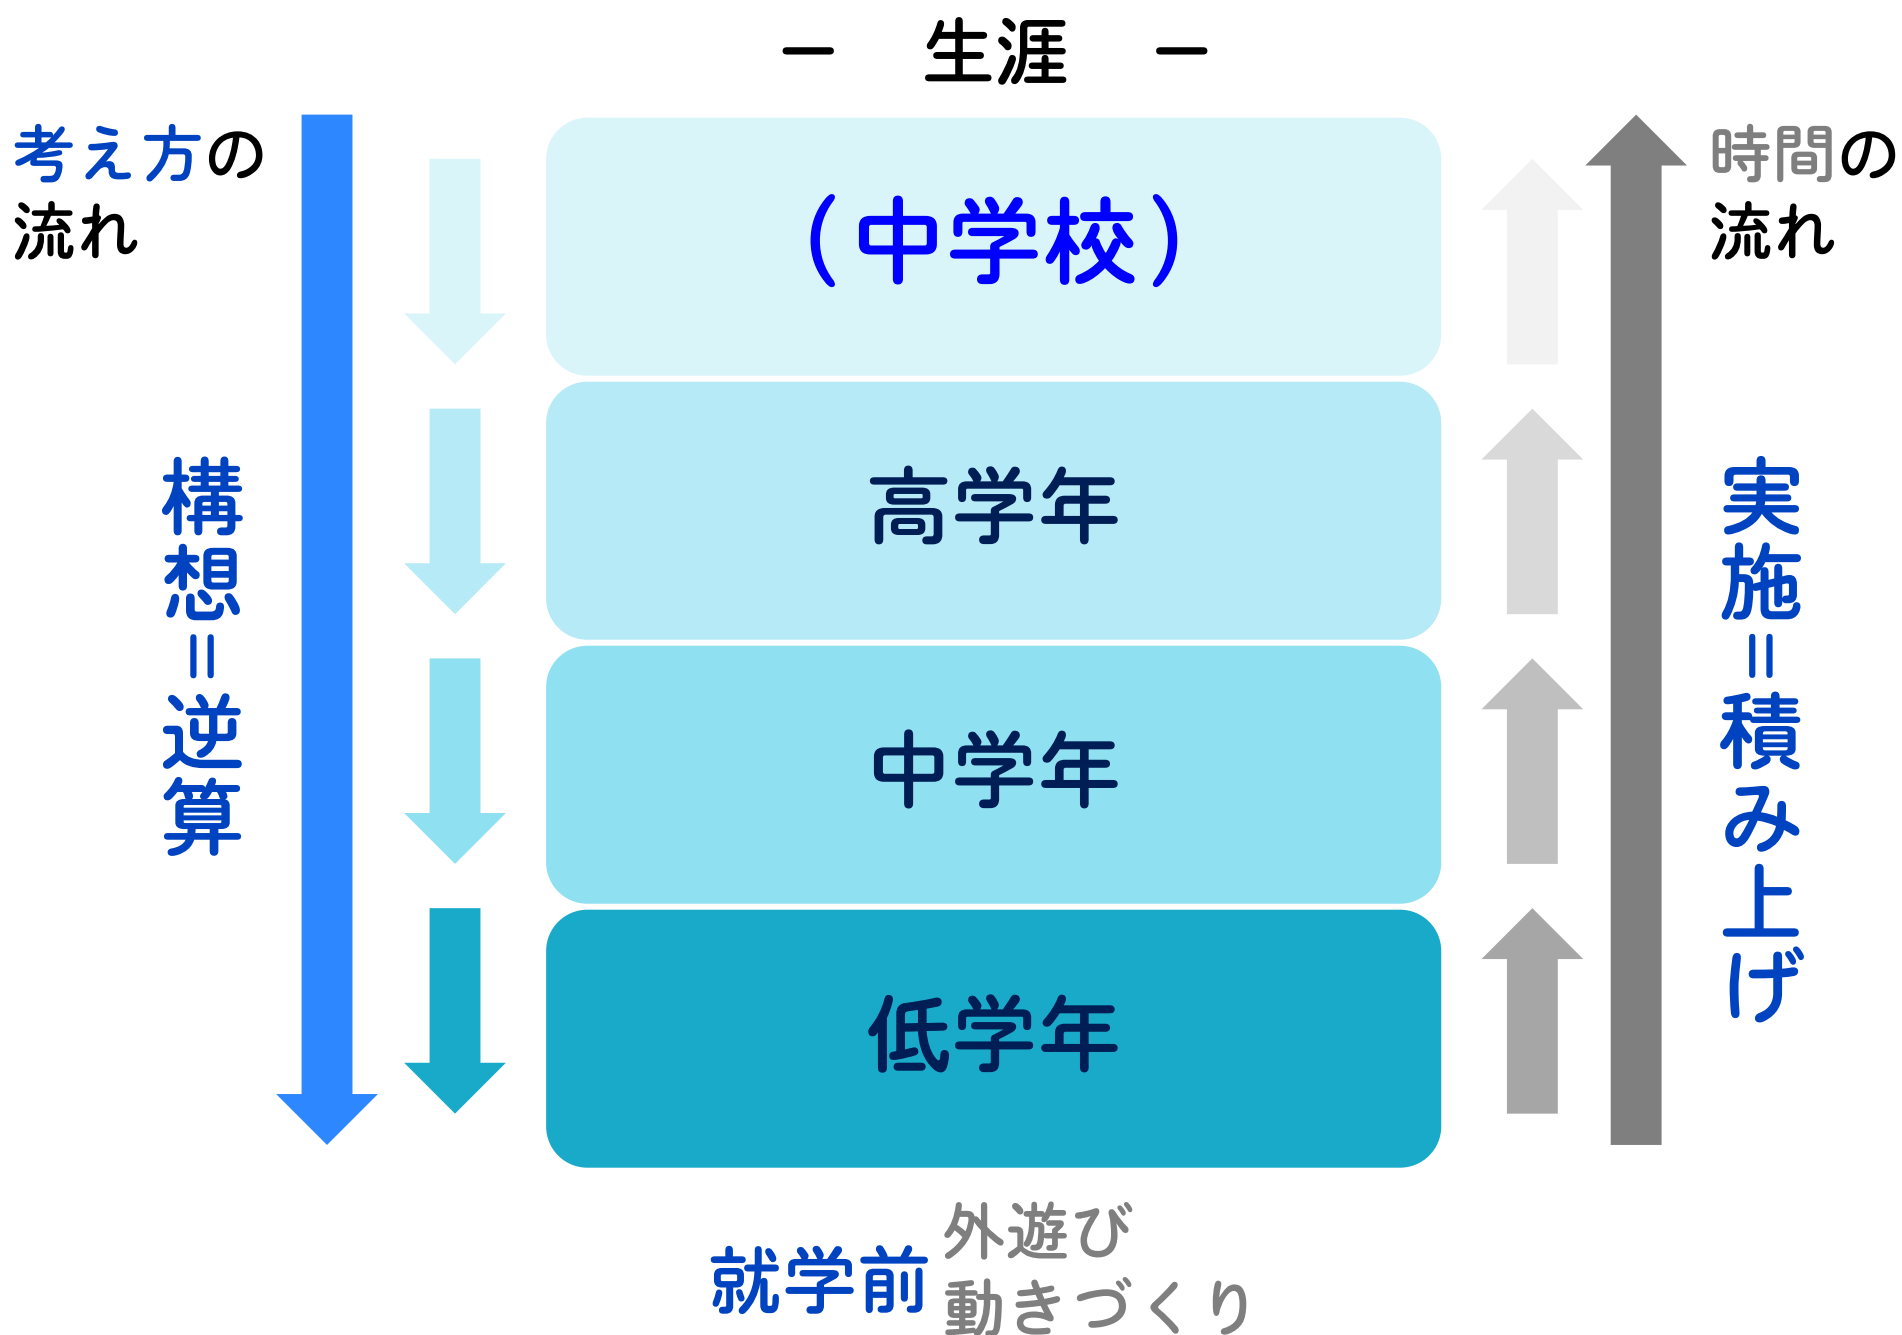 －　生涯　－
考え方の
流れ
時間の
流れ
（中学校）
高学年
構想＝逆算
実施＝積み上げ
中学年
低学年
就学前
外遊び
動きづくり